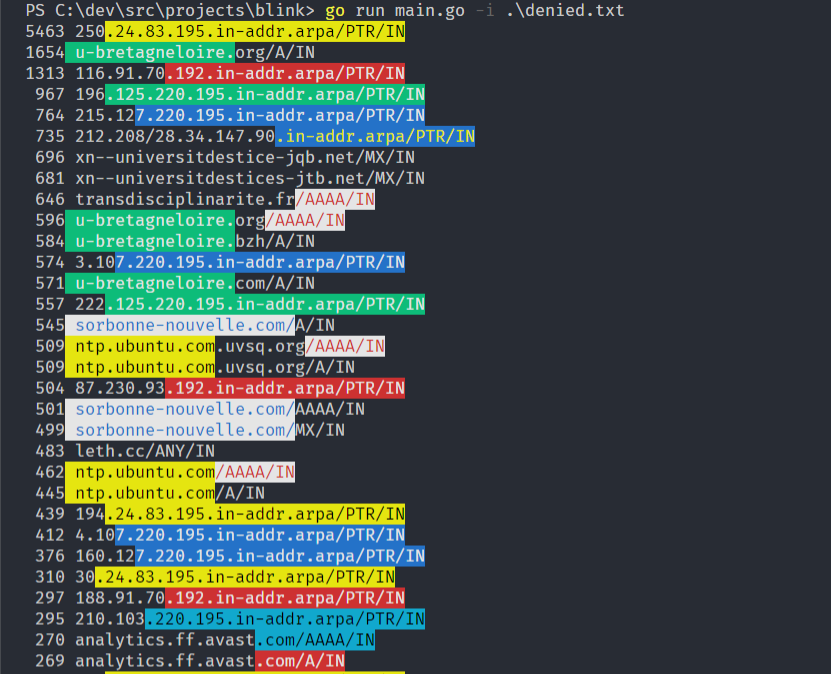 PS C:\dev\src\projects\blink> go run main.go -i .\denied.txt
5463 250.24.83.195.in-addr.arpa/PTR/IN
1654 u-bretagneloire.org/A/IN
1313 116.91.70.192.in-addr.arpa/PTR/IN
967 196.125.220.195.in-addr.arpa/PTR/IN
764 215.127.220.195.in-addr.arpa/PTR/IN
735 212.208/28.34.147.90.in-addr.arpa/PTR/IN
696 xn--universitdestice-jqb.net/MX/IN
681 xn--universitdestices-jtb.net/MX/IN
646 transdisciplinarite.fr/AAAA/IN
596 u-bretagneloire.org/AAAA/IN
584 u-bretagneloire.bzh/A/IN
574 3.107.220.195.in-addr.arpa/PTR/IN
571 u-bretagneloire.com/A/IN
557 222.125.220.195.in-addr.arpa/PTR/IN
545 sorbonne-nouvelle.com/A/IN
509 ntp.ubuntu.com.uvsq.org/AAAA/IN
509 ntp.ubuntu.com.uvsq.org/A/IN
504 87.230.93.192.in-addr.arpa/PTR/IN
501 sorbonne-nouvelle.com/AAAA/IN
499 sorbonne-nouvelle.com/MX/IN
483 leth.cc/ANY/IN
462 ntp.ubuntu.com/AAAA/IN
445 ntp.ubuntu.com/A/IN
439 194.24.83.195.in-addr.arpa/PTR/IN
412 4.107.220.195.in-addr.arpa/PTR/IN
376 160.127.220.195.in-addr.arpa/PTR/IN
310 30.24.83.195.in-addr.arpa/PTR/IN
297 188.91.70.192.in-addr.arpa/PTR/IN
295 210.103.220.195.in-addr.arpa/PTR/IN
270 analytics.ff.avast.com/AAAA/IN
269 analytics.ff.avast.com/A/IN